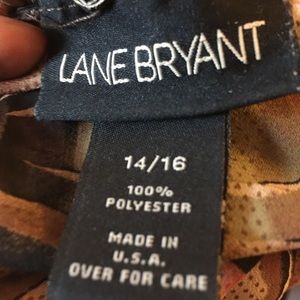 LANE BRYANT
14/16
100%
POLYESTER
MADE IN
U.S.A.
OVER FOR CARE